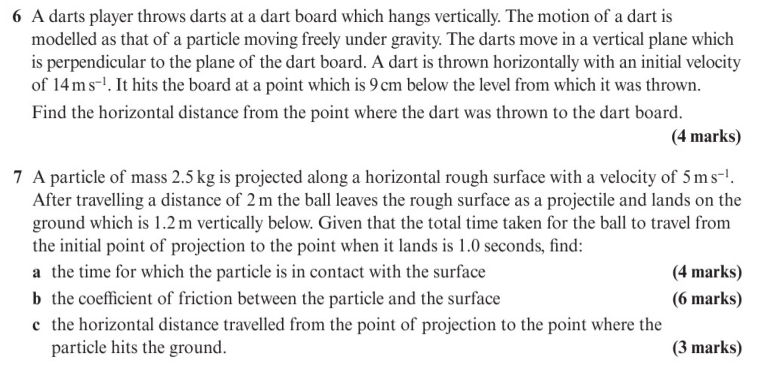 6 A darts player throws darts at a dart board which hangs vertically. The motion of a dart is
modelled as that of a particle moving freely under gravity. The darts move in a vertical plane which
is perpendicular to the plane of the dart board. A dart is thrown horizontally with an initial velocity
of 14 m s⁻¹. It hits the board at a point which is 9 cm below the level from which it was thrown.
Find the horizontal distance from the point where the dart was thrown to the dart board.
(4 marks)
7 A particle of mass 2.5 kg is projected along a horizontal rough surface with a velocity of 5 m s⁻¹.
After travelling a distance of 2 m the ball leaves the rough surface as a projectile and lands on the
ground which is 1.2 m vertically below. Given that the total time taken for the ball to travel from
the initial point of projection to the point when it lands is 1.0 seconds, find:
a the time for which the particle is in contact with the surface (4 marks)
b the coefficient of friction between the particle and the surface (6 marks)
c the horizontal distance travelled from the point of projection to the point where the
particle hits the ground. (3 marks)